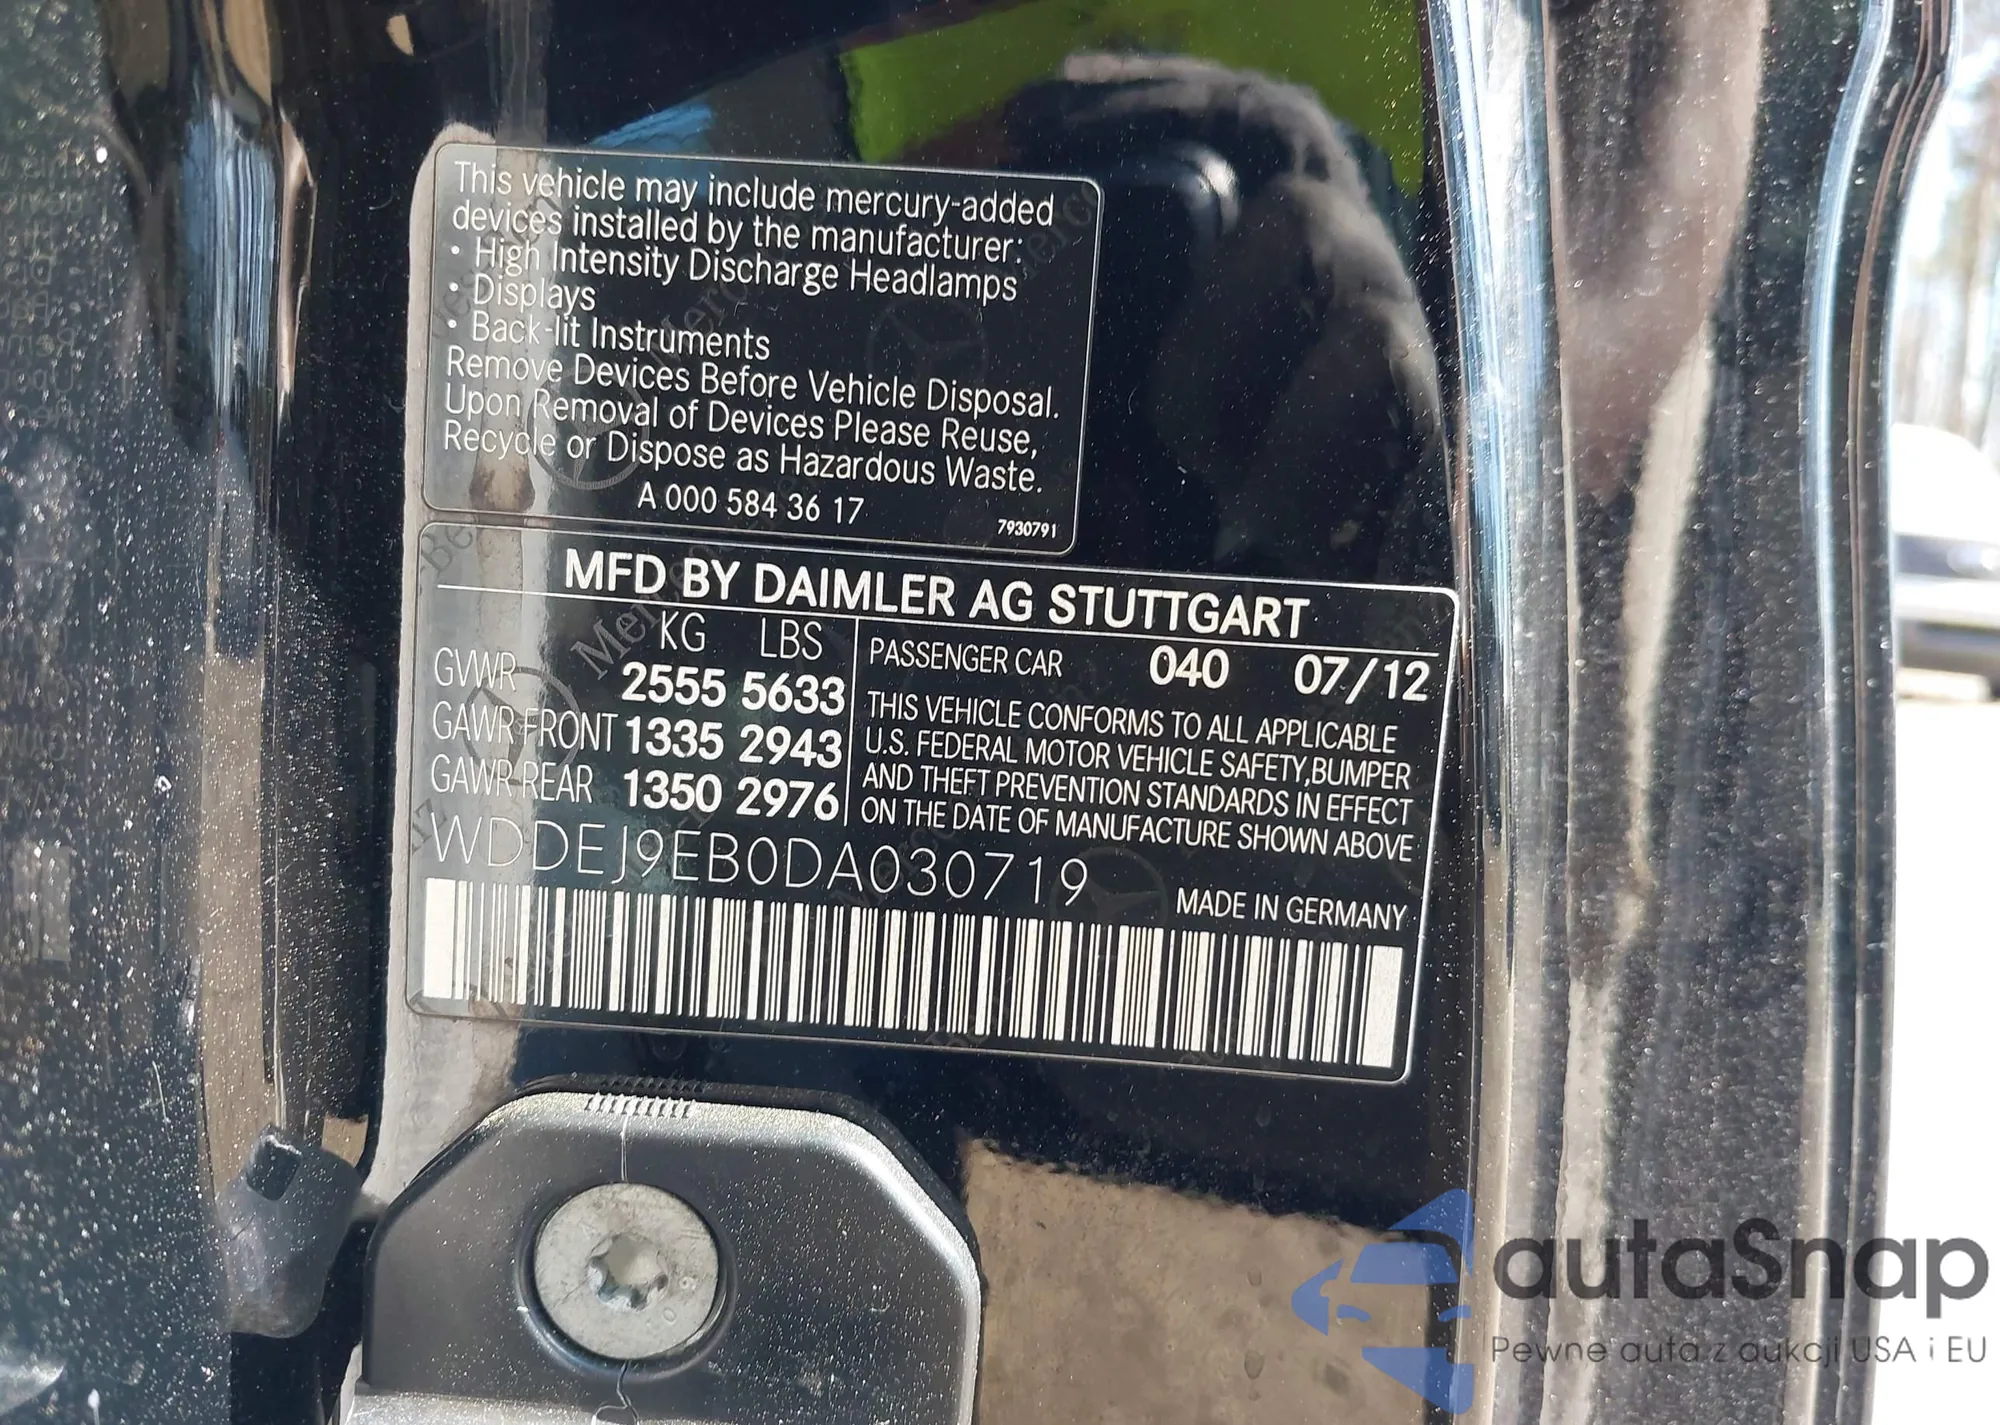 This vehicle may include mercury-added
devices installed by the manufacturer:
• High Intensity Discharge Headlamps
• Displays
• Back-lit Instruments
Remove Devices Before Vehicle Disposal.
Upon Removal of Devices Please Reuse,
Recycle or Dispose as Hazardous Waste.
A 000 584 36 17
7930791
MFD BY DAIMLER AG STUTTGART
KG LBS
GVWR 2555 5633
GAWR FRONT 1335 2943
GAWR REAR 1350 2976
PASSENGER CAR 040 07/12
THIS VEHICLE CONFORMS TO ALL APPLICABLE
U.S. FEDERAL MOTOR VEHICLE SAFETY,BUMPER
AND THEFT PREVENTION STANDARDS IN EFFECT
ON THE DATE OF MANUFACTURE SHOWN ABOVE
WDDEJ9EB0DA030719
MADE IN GERMANY
autaSnap
Pewne auta z aukcji USA i EU